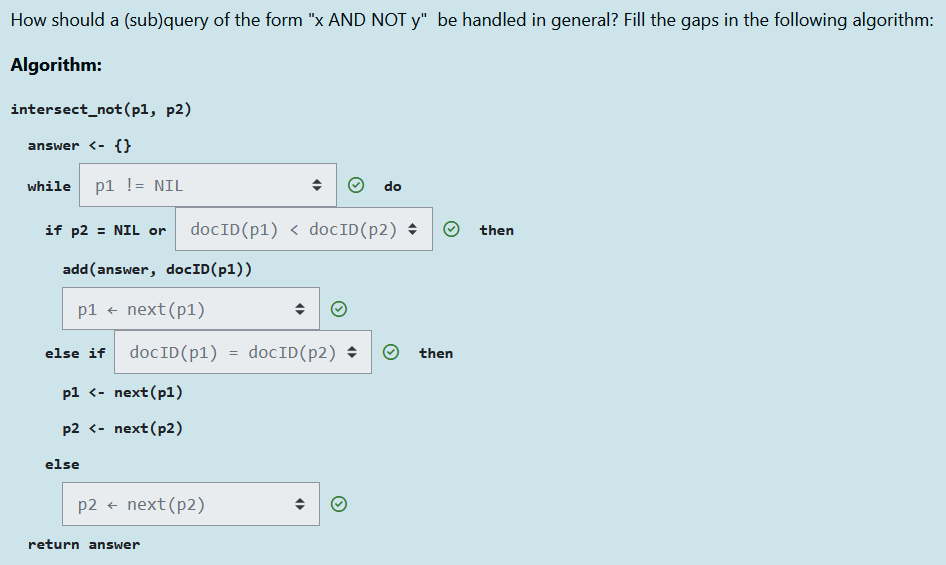 How should a (sub)query of the form "x AND NOT y" be handled in general? Fill the gaps in the following algorithm:
Algorithm:
intersect_not(p1, p2)
answer <- {}
while p1 != NIL do
if p2 = NIL or docID(p1) < docID(p2) then
add(answer, docID(p1))
p1 ← next(p1)
else if docID(p1) = docID(p2) then
p1 <- next(p1)
p2 <- next(p2)
else
p2 ← next(p2)
return answer